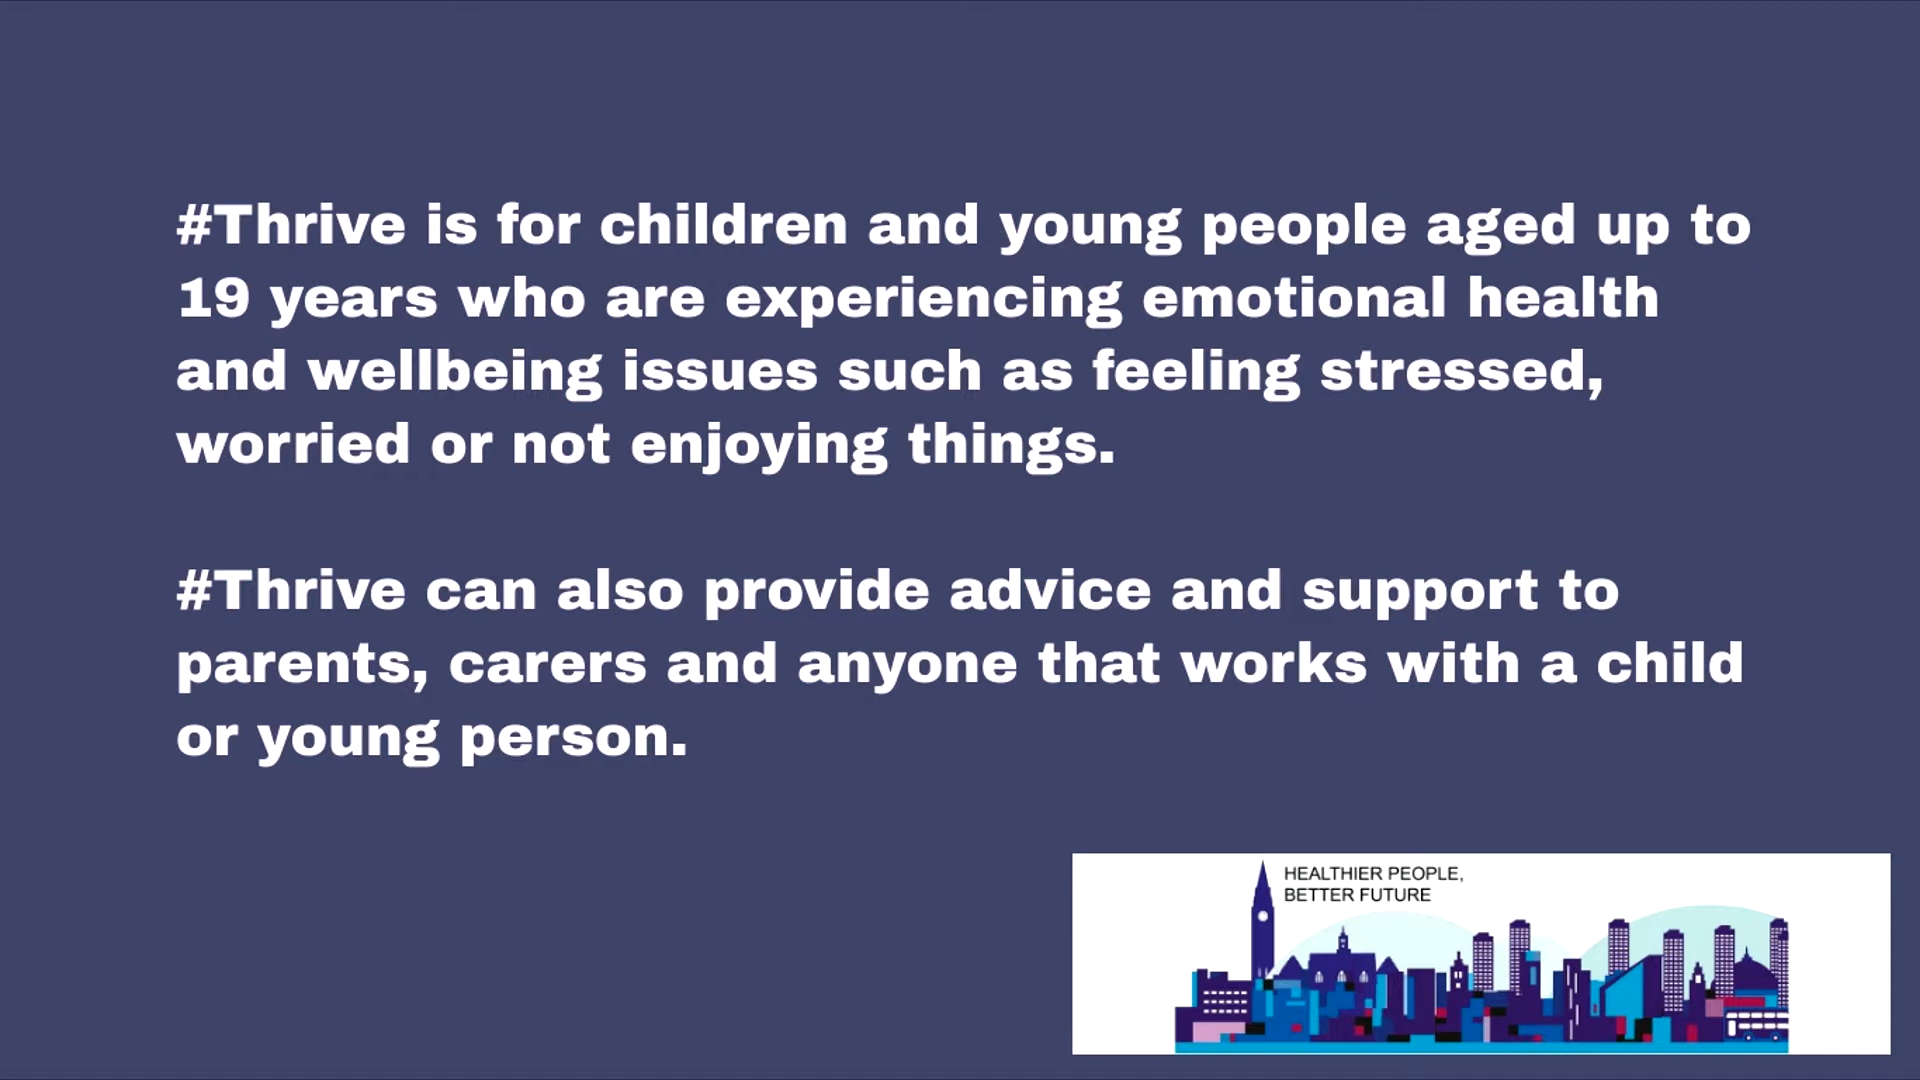 #Thrive is for children and young people aged up to
19 years who are experiencing emotional health
and wellbeing issues such as feeling stressed,
worried or not enjoying things.
#Thrive can also provide advice and support to
parents, carers and anyone that works with a child
or young person.
HEALTHIER PEOPLE,
BETTER FUTURE